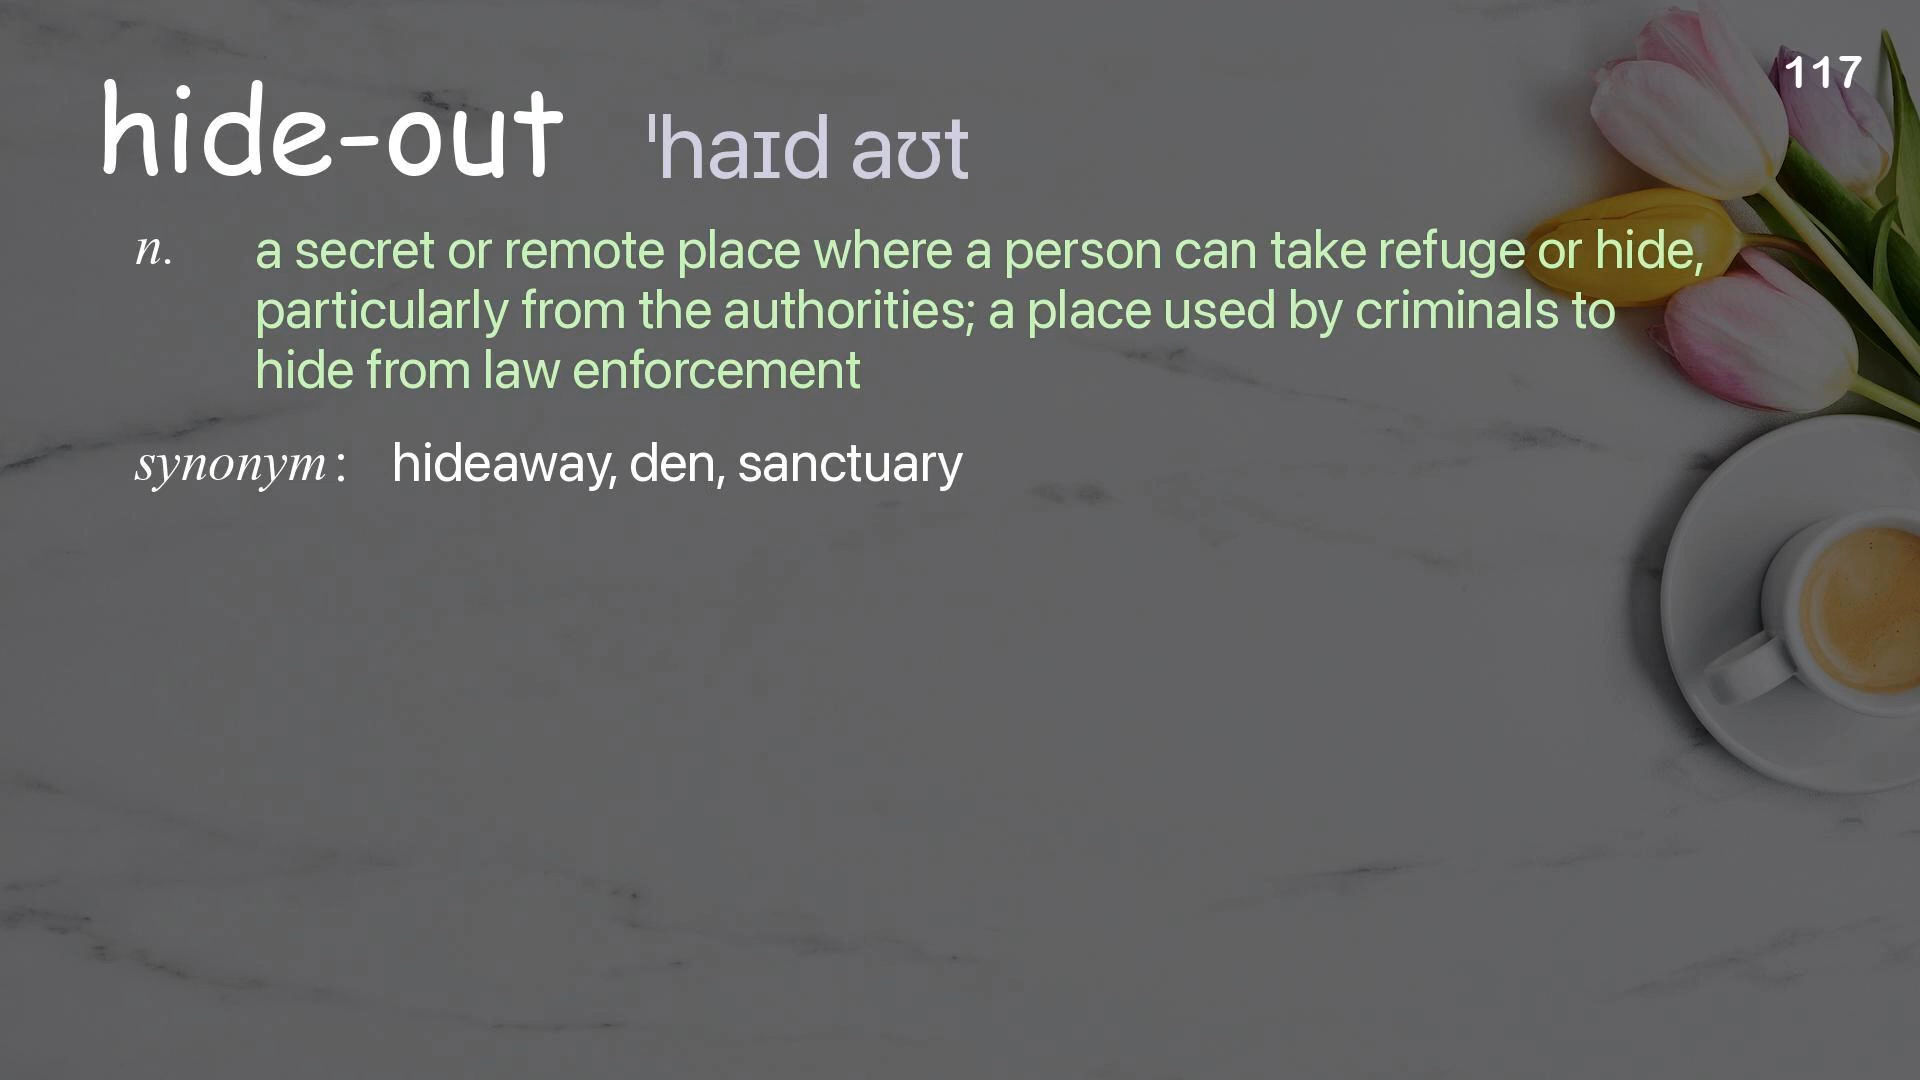 117
hide-out ˈhaɪd aʊt
n. a secret or remote place where a person can take refuge or hide,
particularly from the authorities; a place used by criminals to
hide from law enforcement
synonym : hideaway, den, sanctuary